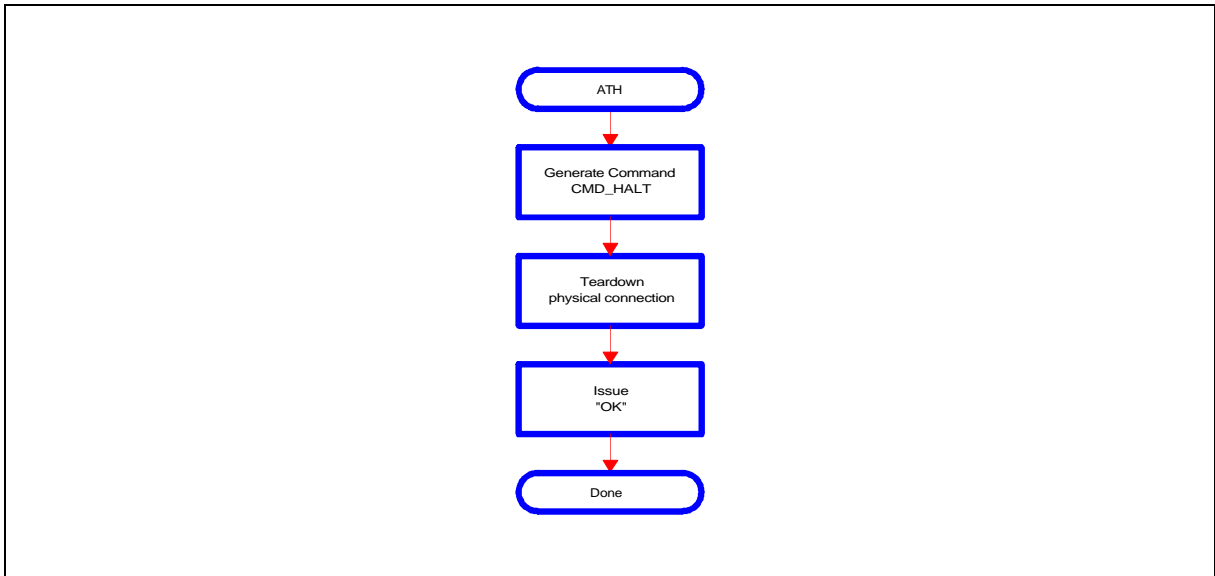 ATH
Generate Command
CMD_HALT
Teardown
physical connection
Issue
"OK"
Done